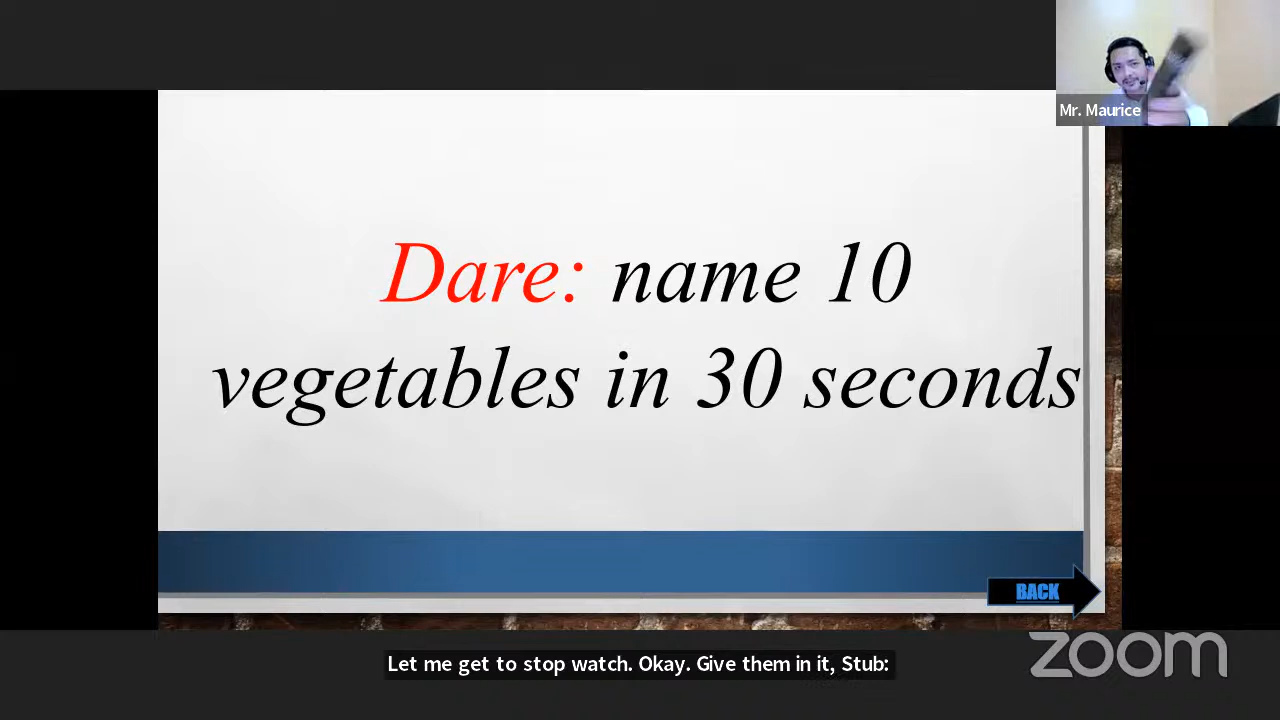 Mr. Maurice
Dare: name 10
vegetables in 30 seconds
BACK
zoom
Let me get to stop watch. Okay. Give them in it, Stub: